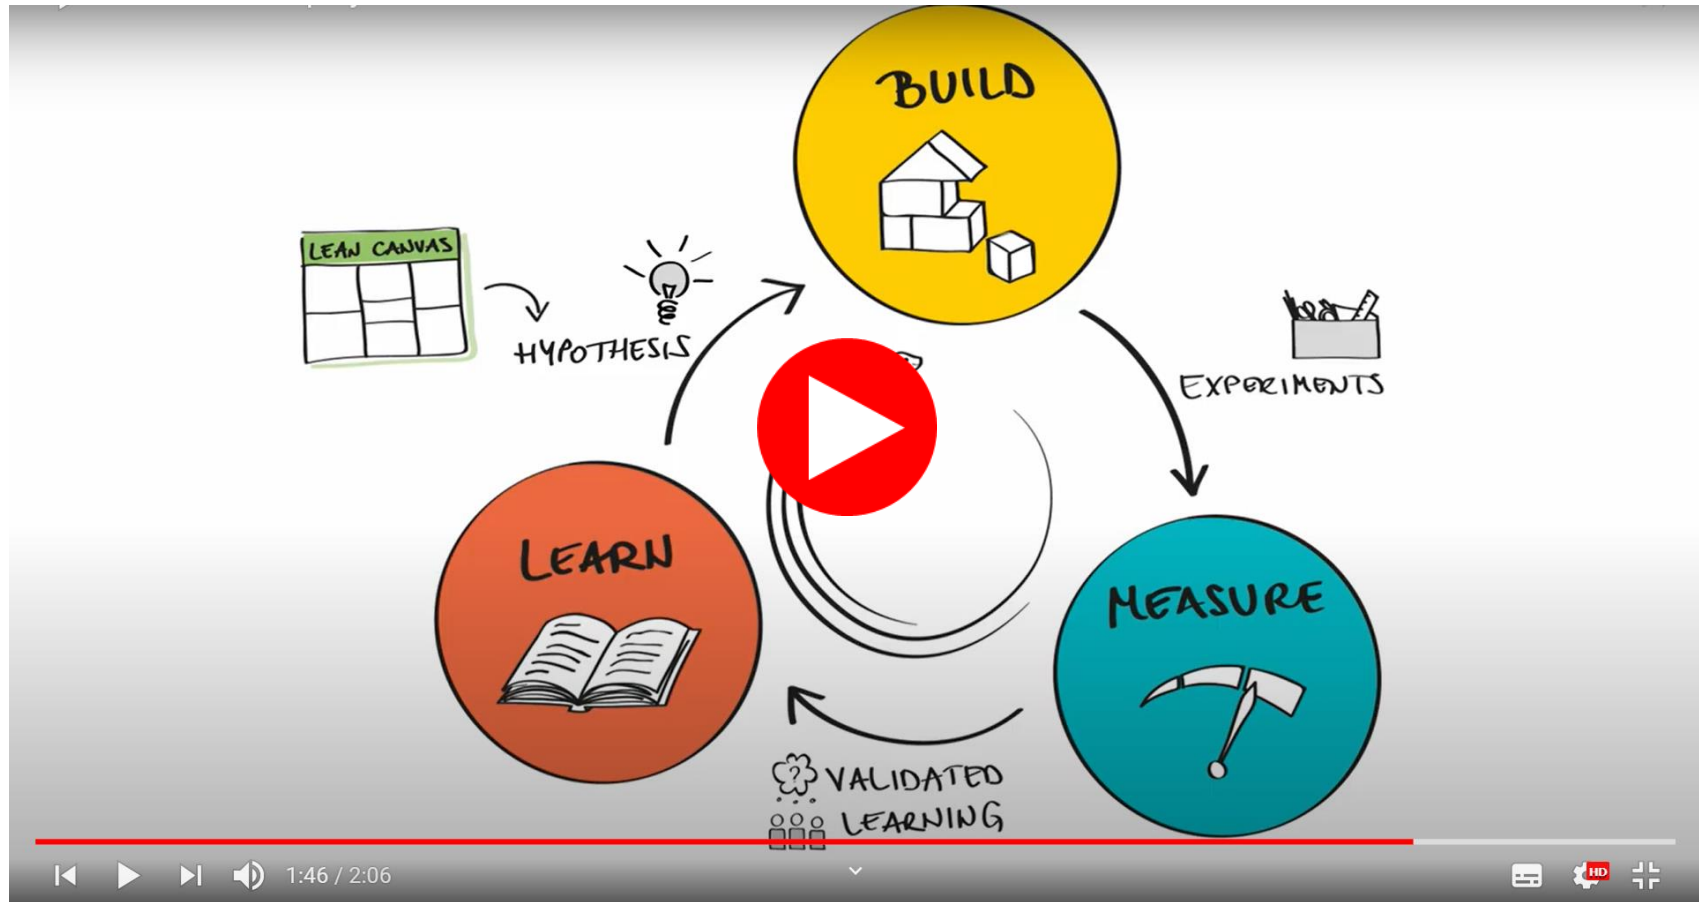 BUILD
LEAN CANVAS
HYPOTHESIS
EXPERIMENTS
LEARN
MEASURE
?
VALIDATED
LEARNING
1:46 / 2:06
HD